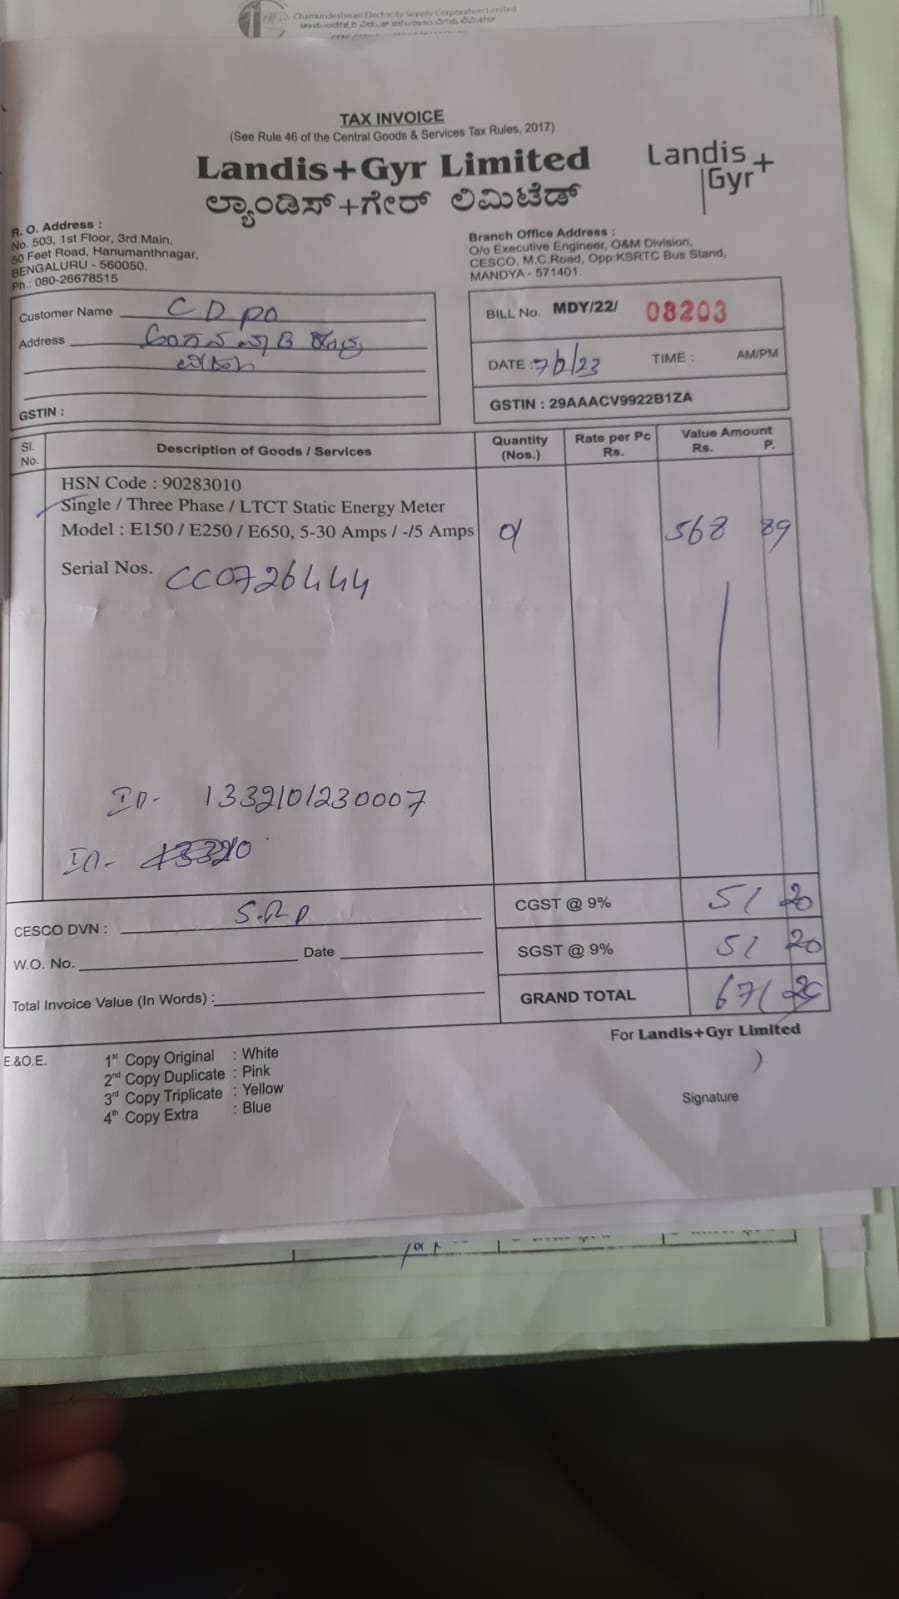 Chamundeshwari Electricity Supply Corporation Limited
TAX INVOICE
(See Rule 46 of the Central Goods & Services Tax Rules, 2017)
Landis+Gyr Limited
ಲ್ಯಾಂಡಿಸ್+ಗೇರ್ ಲಿಮಿಟೆಡ್
Landis+
Gyr
R. O. Address :
No. 503, 1st Floor, 3rd Main,
50 Feet Road, Hanumanthnagar,
BENGALURU - 560050.
Ph.: 080-26678515
Branch Office Address :
O/o Executive Engineer, O&M Division,
CESCO, M.C.Road, Opp:KSRTC Bus Stand,
MANDYA - 571401.
Customer Name CDPO
Address
GSTIN :
BILL No. MDY/22/ 08203
DATE : 7/2/23 TIME : AM/PM
GSTIN : 29AAACV9922B1ZA
Sl. No. Description of Goods / Services Quantity (Nos.) Rate per Pc Rs. Value Amount Rs. P.
HSN Code : 90283010
Single / Three Phase / LTCT Static Energy Meter
Model : E150 / E250 / E650, 5-30 Amps / -/5 Amps 568 89
Serial Nos. CC0726444
ID- 1332101230007
ID-
CESCO DVN : S.R.P CGST @ 9% 51 20
W.O. No. Date SGST @ 9% 51 20
Total Invoice Value (In Words) : GRAND TOTAL 671
For Landis+Gyr Limited
E.&O.E.
1st Copy Original : White
2nd Copy Duplicate : Pink
3rd Copy Triplicate : Yellow
4th Copy Extra : Blue
Signature